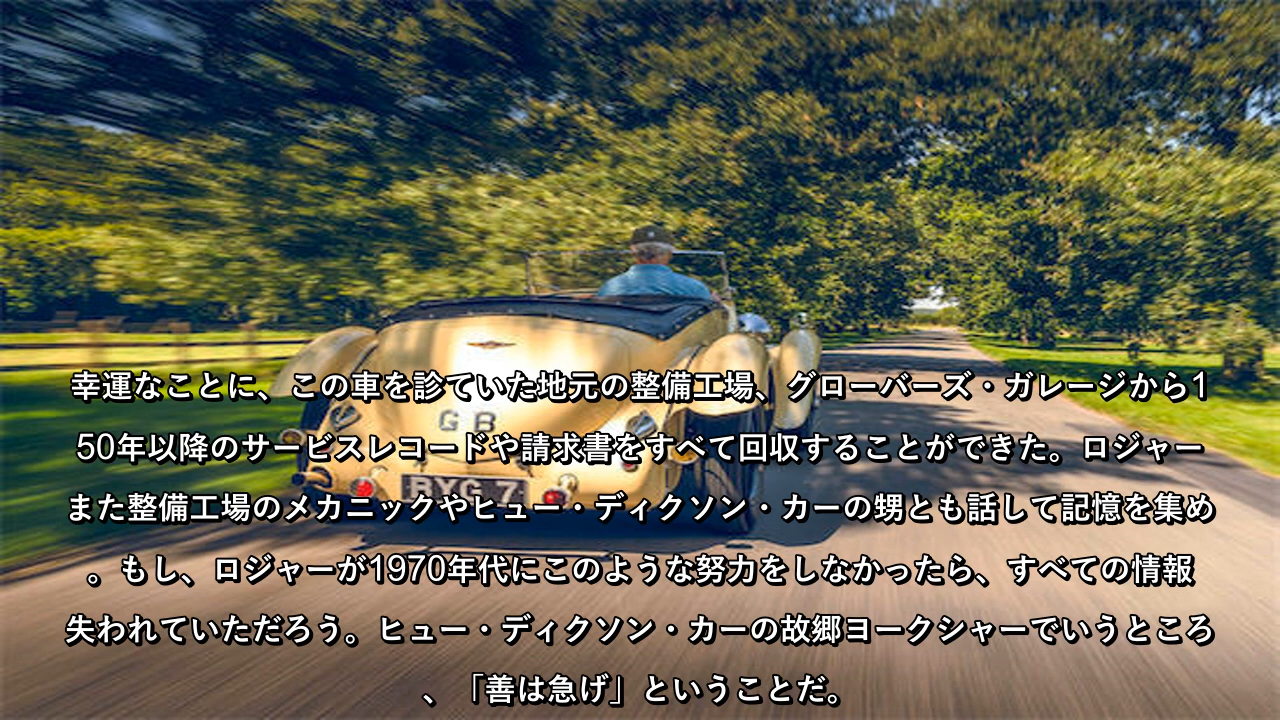 GB
幸運なことに、この車を診ていた地元の整備工場、グローバーズ・ガレージから1
50年以降のサービスレコードや請求書をすべて回収することができた。ロジャー
BYG 7
また整備工場のメカニックやヒュー・ディクソン・カーの甥とも話して記憶を集め
。もし、ロジャーが1970年代にこのような努力をしなかったら、すべての情報
失われていただろう。ヒュー・ディクソン・カーの故郷ヨークシャーでいうところ
、「善は急げ」ということだ。